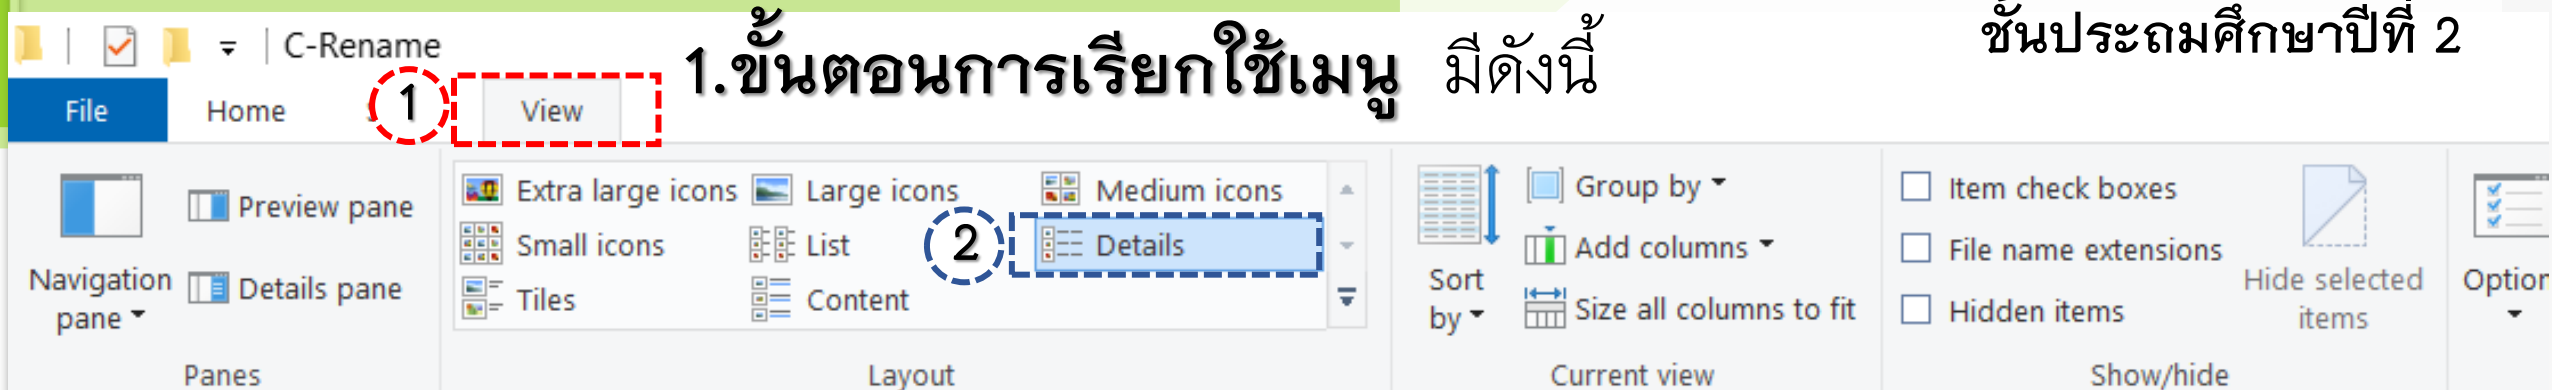 ชั้นประถมศึกษาปีที่ 2
C-Rename
1.ขั้นตอนการเรียกใช้เมนู มีดังนี้
File Home 1 View
Extra large icons Large icons Medium icons
Small icons List 2 Details
Tiles Content
Preview pane
Details pane
Navigation
pane
Sort
by
Group by
Add columns
Size all columns to fit
Item check boxes
File name extensions
Hidden items
Hide selected
items
Option
Panes Layout Current view Show/hide